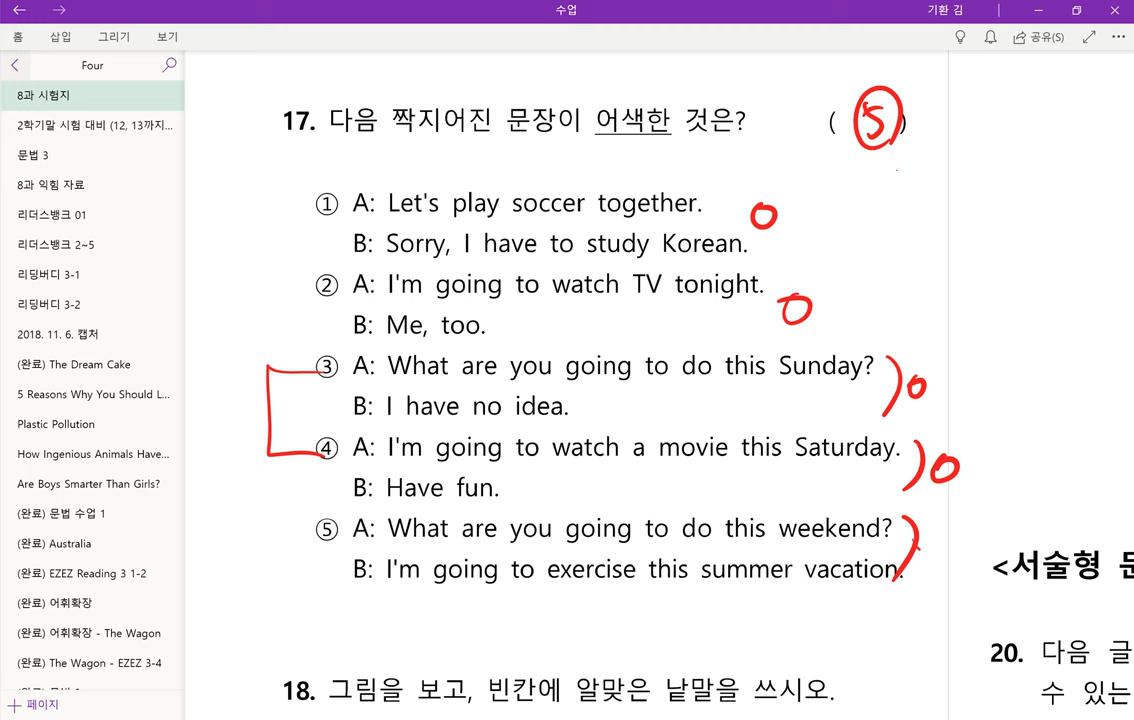 수업
기환 김
홈 삽입 그리기 보기
공유(S)
Four
8과 시험지
2학기말 시험 대비 (12, 13까지...
문법 3
8과 익힘 자료
리더스뱅크 01
리더스뱅크 2~5
리딩버디 3-1
리딩버디 3-2
2018. 11. 6. 캡처
(완료) The Dream Cake
5 Reasons Why You Should L...
Plastic Pollution
How Ingenious Animals Have...
Are Boys Smarter Than Girls?
(완료) 문법 수업 1
(완료) Australia
(완료) EZEZ Reading 3 1-2
(완료) 어휘확장
(완료) 어휘확장 - The Wagon
(완료) The Wagon - EZEZ 3-4
페이지
17. 다음 짝지어진 문장이 어색한 것은? ( 5 )
① A: Let's play soccer together.
B: Sorry, I have to study Korean.
② A: I'm going to watch TV tonight.
B: Me, too.
③ A: What are you going to do this Sunday?
B: I have no idea.
④ A: I'm going to watch a movie this Saturday.
B: Have fun.
⑤ A: What are you going to do this weekend?
B: I'm going to exercise this summer vacation.
18. 그림을 보고, 빈칸에 알맞은 낱말을 쓰시오.
<서술형
20. 다음 글
수 있는